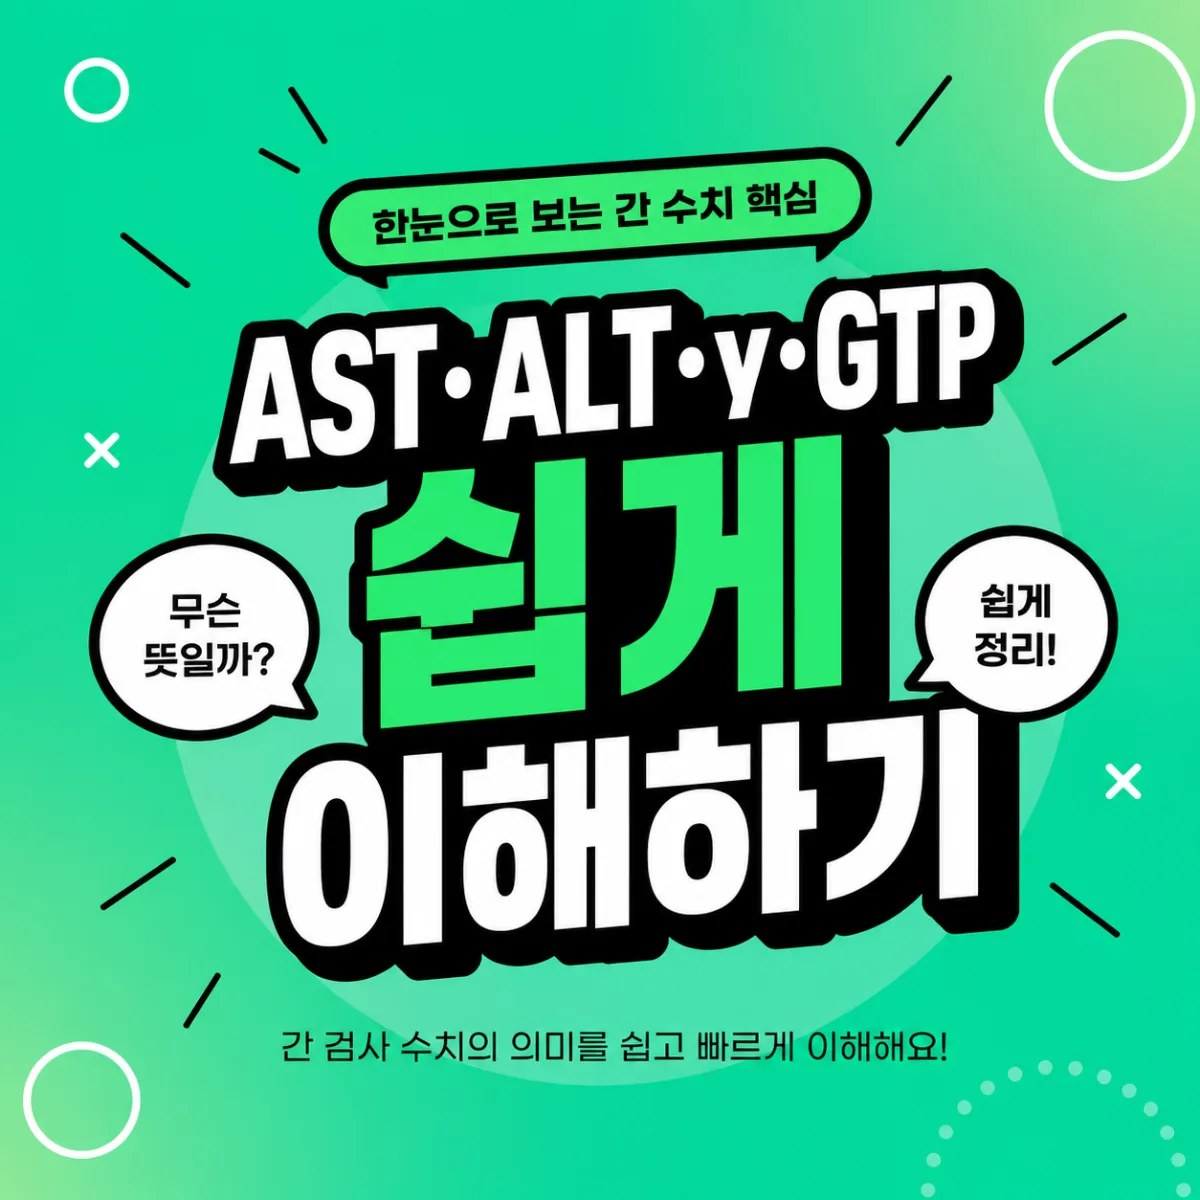 한눈으로 보는 간 수치 핵심
AST·ALT·y·GTP
쉽게
무슨
뜻일까?
쉽게
정리!
이해하기
간 검사 수치의 의미를 쉽고 빠르게 이해해요!